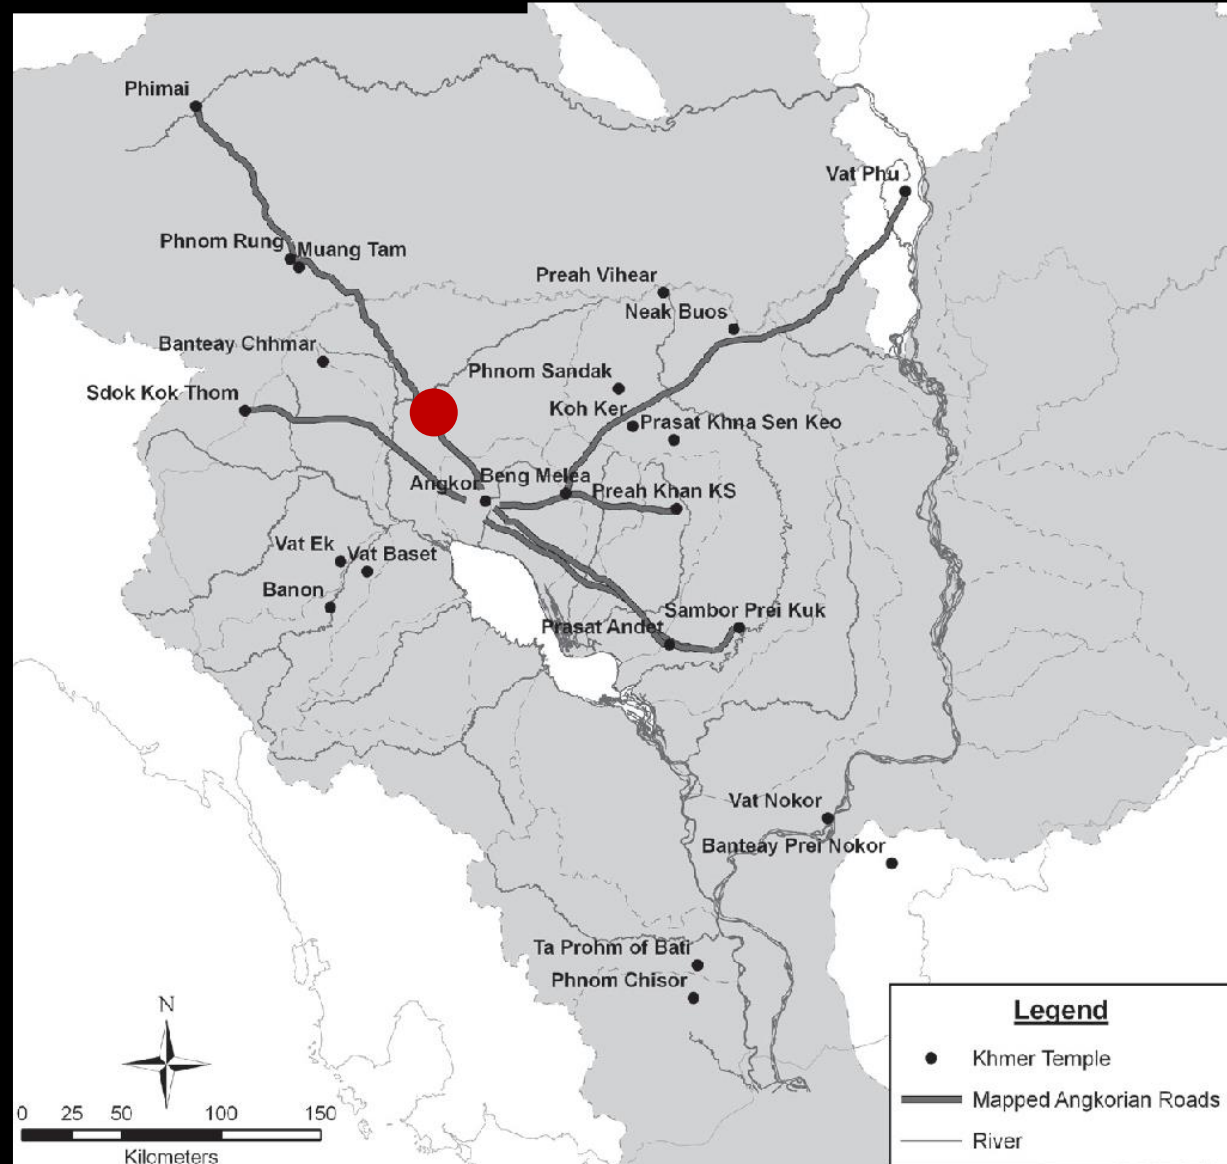 Phimai
Vat Phu
Phnom Rung
Muang Tam
Preah Vihear
Neak Buos
Banteay Chhmar
Phnom Sandak
Sdok Kok Thom
Koh Ker
Prasat Khna Sen Keo
Angkor
Beng Melea
Preah Khan KS
Vat Ek
Vat Baset
Banon
Sambor Prei Kuk
Prasat Andet
Vat Nokor
Banteay Prei Nokor
Ta Prohm of Bati
Phnom Chisor
N
0 25 50 100 150
Kilometers
Legend
Khmer Temple
Mapped Angkorian Roads
River